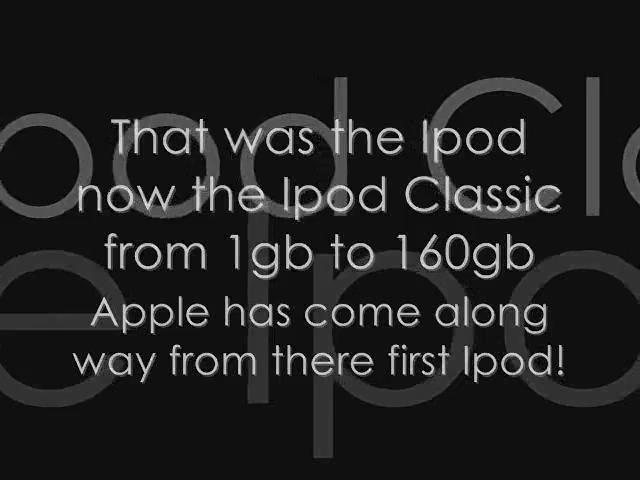 That was the Ipod
now the Ipod Classic
from 1gb to 160gb
Apple has come along
way from there first Ipod!